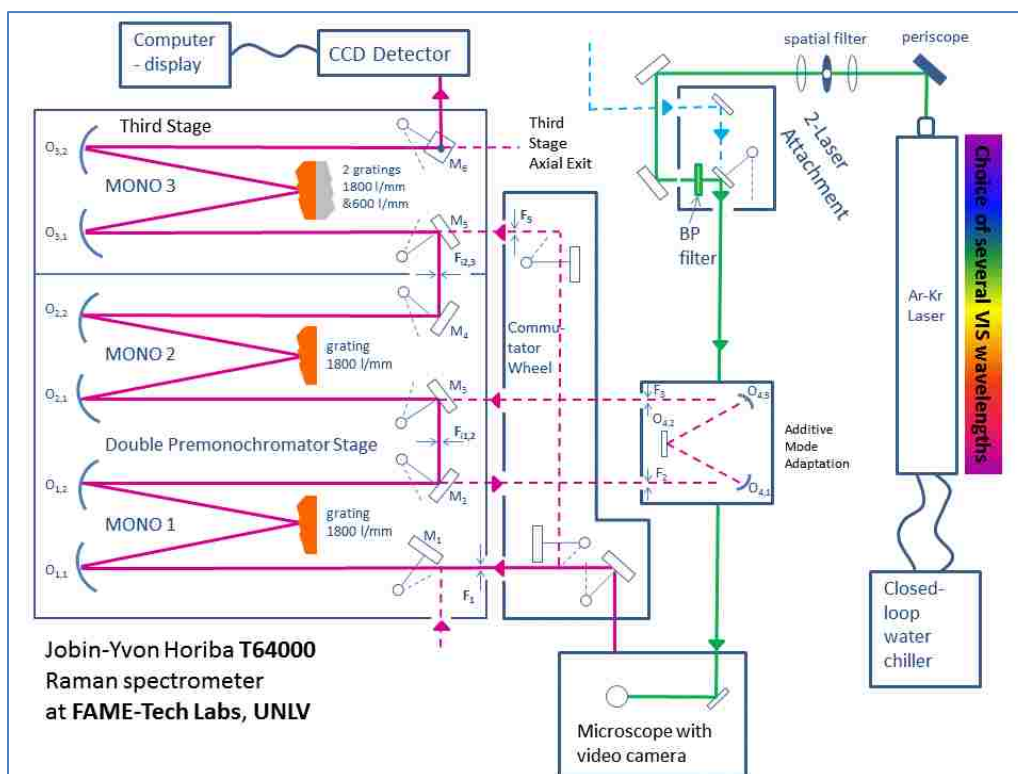 Computer
- display
CCD Detector
spatial filter
periscope
Third Stage
O3,2
MONO 3
2 gratings
1800 l/mm
&600 l/mm
M6
Third
Stage
Axial Exit
2-Laser
Attachment
BP
filter
Ar-Kr
Laser
Choice of several VIS wavelengths
O3,1
M5
F5
Fi2,3
O2,2
M4
MONO 2
grating
1800 l/mm
Commu-
tator
Wheel
O2,1
M3
F3
O4,3
O4,2
Fi1,2
Double Premonochromator Stage
Additive
Mode
Adaptation
O1,2
M2
F2
O4,1
MONO 1
grating
1800 l/mm
M1
O1,1
F1
Closed-
loop
water
chiller
Jobin-Yvon Horiba T64000
Raman spectrometer
at FAME-Tech Labs, UNLV
Microscope with
video camera